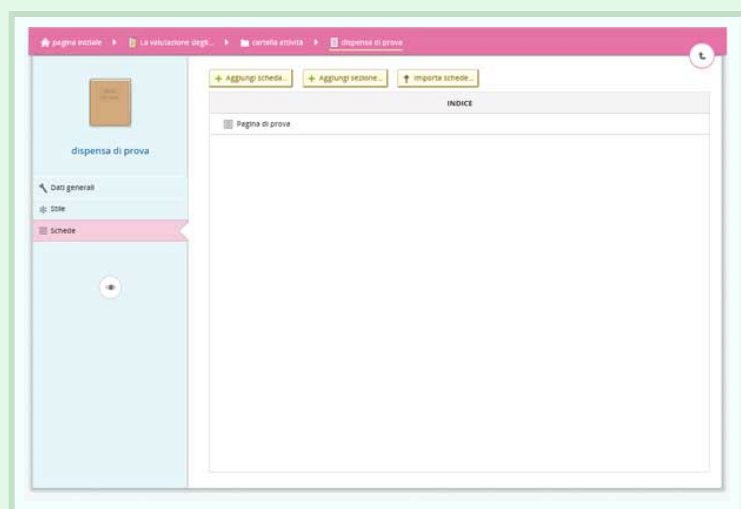 pagina iniziale La valutazione degli... cartella attività dispensa di prova
+ Aggiungi scheda... + Aggiungi sezione... Importa schede...
INDICE
Pagina di prova
dispensa di prova
Dati generali
Stile
Schede